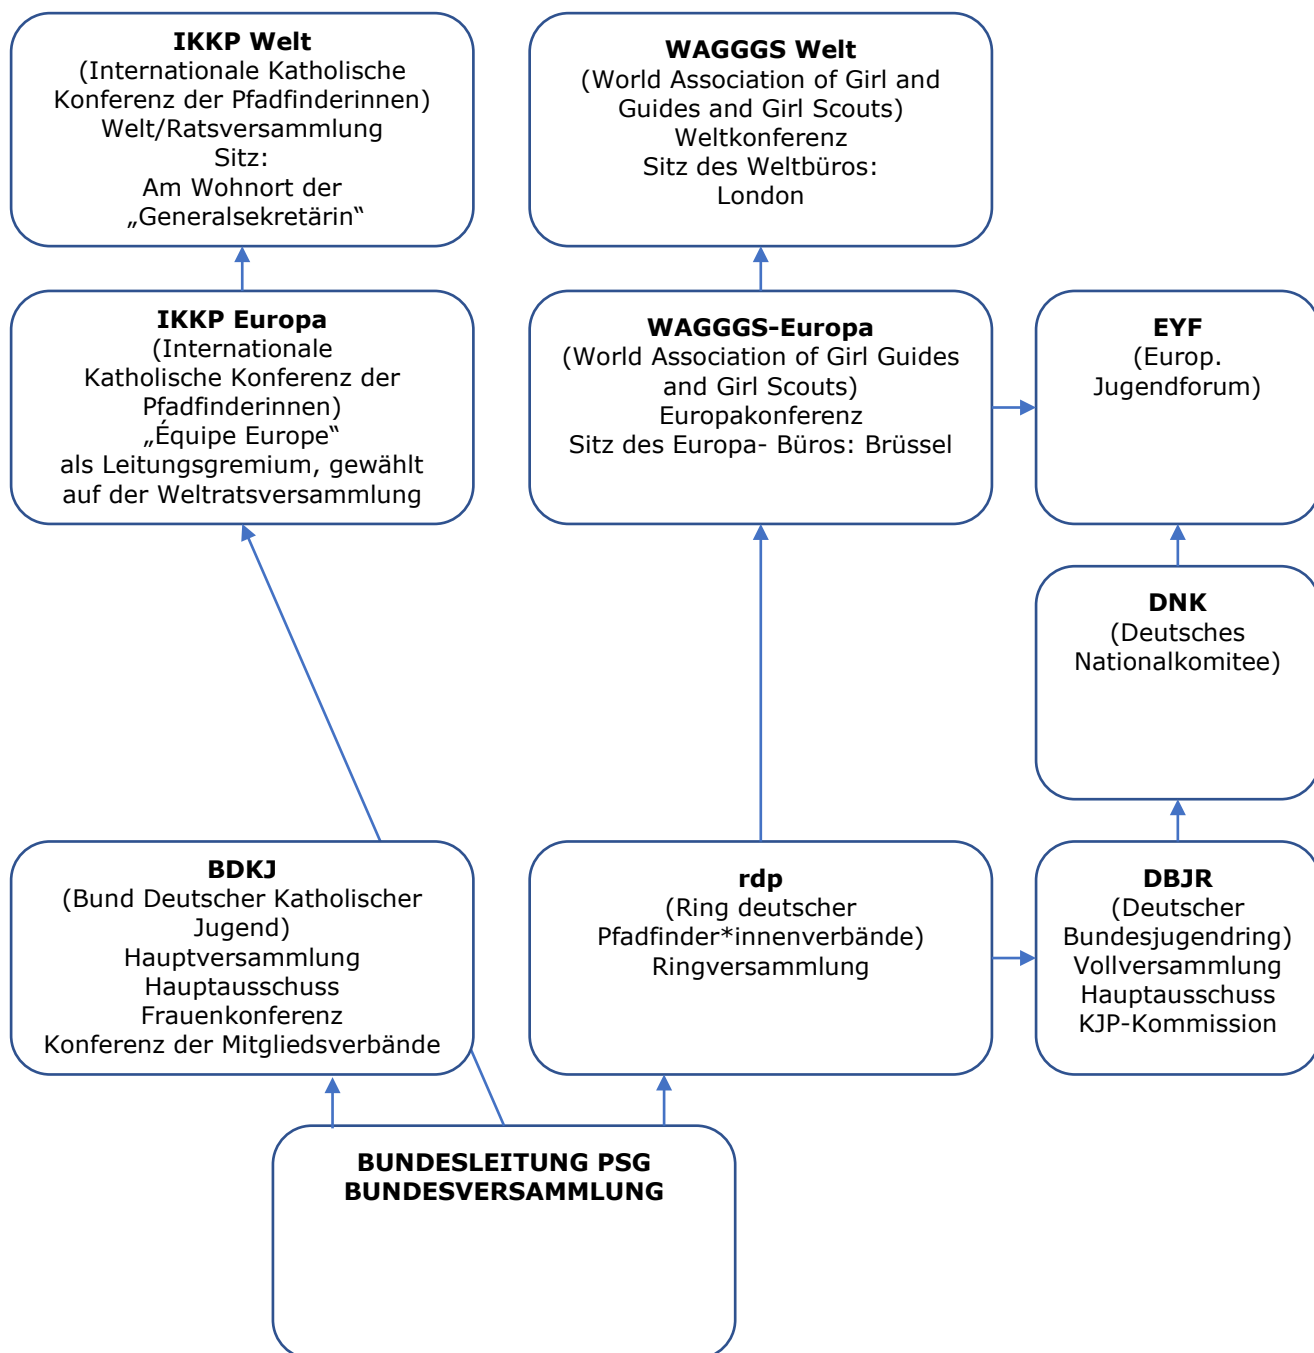 IKKP Welt
(Internationale Katholische
Konferenz der Pfadfinderinnen)
Welt/Ratsversammlung
Sitz:
Am Wohnort der
„Generalsekretärin“
WAGGGS Welt
(World Association of Girl and
Guides and Girl Scouts)
Weltkonferenz
Sitz des Weltbüros:
London
IKKP Europa
(Internationale
Katholische Konferenz der
Pfadfinderinnen)
„Équipe Europe“
als Leitungsgremium, gewählt
auf der Weltratsversammlung
WAGGGS-Europa
(World Association of Girl Guides
and Girl Scouts)
Europakonferenz
Sitz des Europa- Büros: Brüssel
EYF
(Europ.
Jugendforum)
DNK
(Deutsches
Nationalkomitee)
BDKJ
(Bund Deutscher Katholischer
Jugend)
Hauptversammlung
Hauptausschuss
Frauenkonferenz
Konferenz der Mitgliedsverbände
rdp
(Ring deutscher
Pfadfinder*innenverbände)
Ringversammlung
DBJR
(Deutscher
Bundesjugendring)
Vollversammlung
Hauptausschuss
KJP-Kommission
BUNDESLEITUNG PSG
BUNDESVERSAMMLUNG